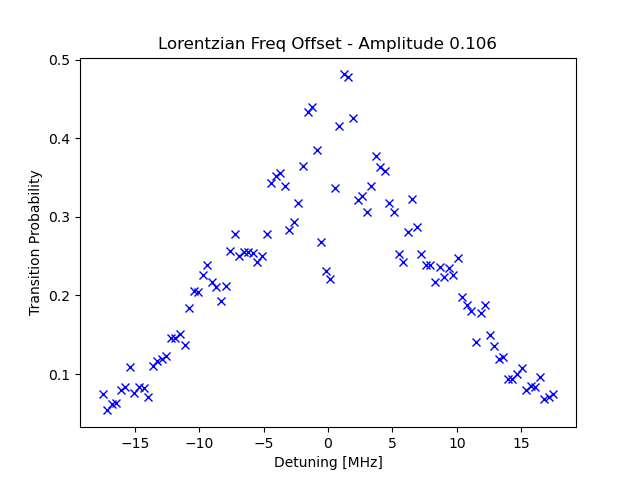 Lorentzian Freq Offset - Amplitude 0.106
0.5
0.4
0.3
0.2
0.1
Transition Probability
−15 −10 −5 0 5 10 15
Detuning [MHz]